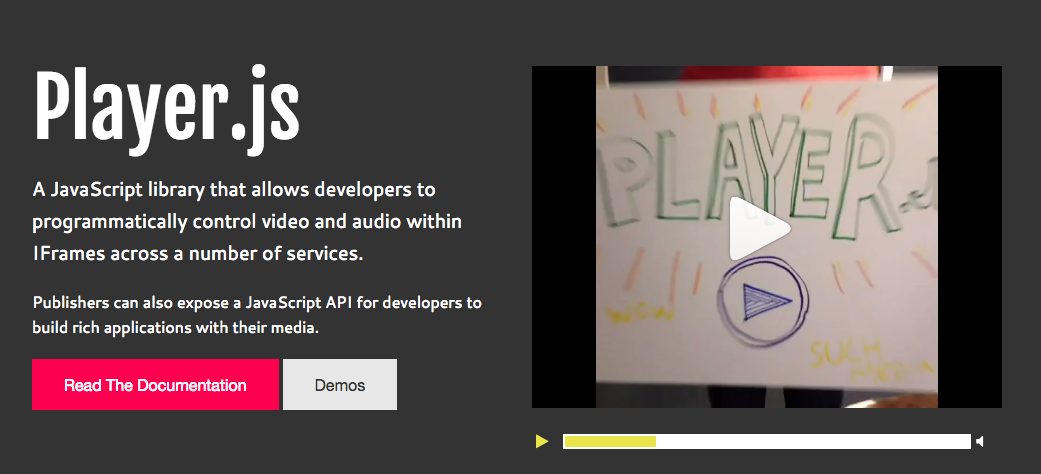 Player.js
A JavaScript library that allows developers to
programmatically control video and audio within
IFrames across a number of services.
Publishers can also expose a JavaScript API for developers to
build rich applications with their media.
Read The Documentation
Demos
PLAYER.
WOW
SUCH